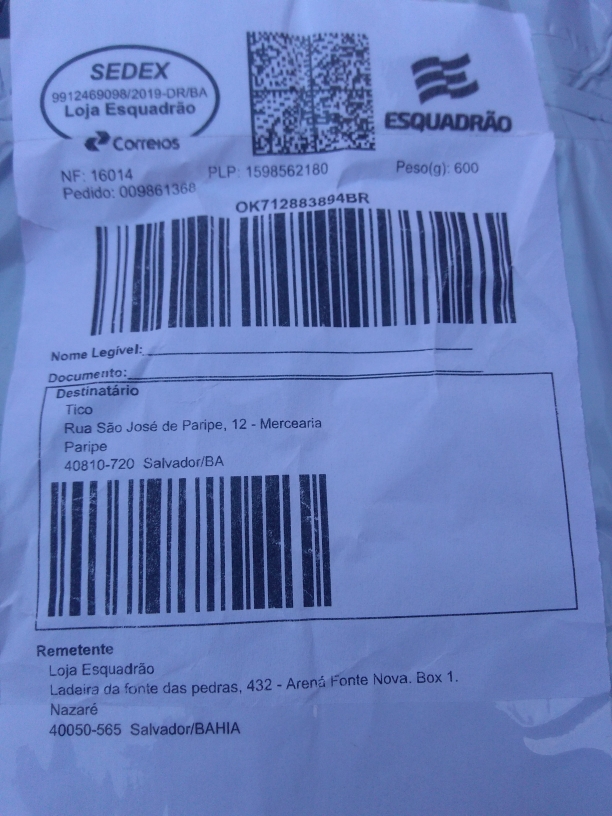 SEDEX
9912469098/2019-DR/BA
Loja Esquadrão
Correios
ESQUADRÃO
NF: 16014 PLP: 1598562180 Peso(g): 600
Pedido: 009861368
OK712883894BR
Nome Legível:
Documento:
Destinatário
Tico
Rua São José de Paripe, 12 - Mercearia
Paripe
40810-720 Salvador/BA
Remetente
Loja Esquadrão
Ladeira da fonte das pedras, 432 - Arena Fonte Nova. Box 1.
Nazaré
40050-565 Salvador/BAHIA